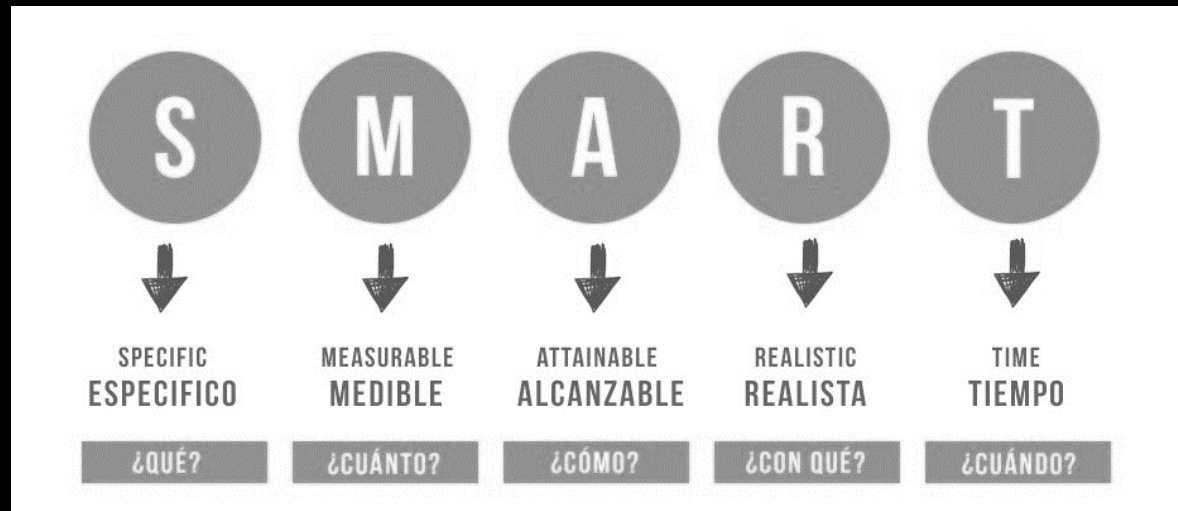 S M A R T
SPECIFIC MEASURABLE ATTAINABLE REALISTIC TIME
ESPECIFICO MEDIBLE ALCANZABLE REALISTA TIEMPO
¿QUÉ? ¿CUÁNTO? ¿CÓMO? ¿CON QUÉ? ¿CUÁNDO?